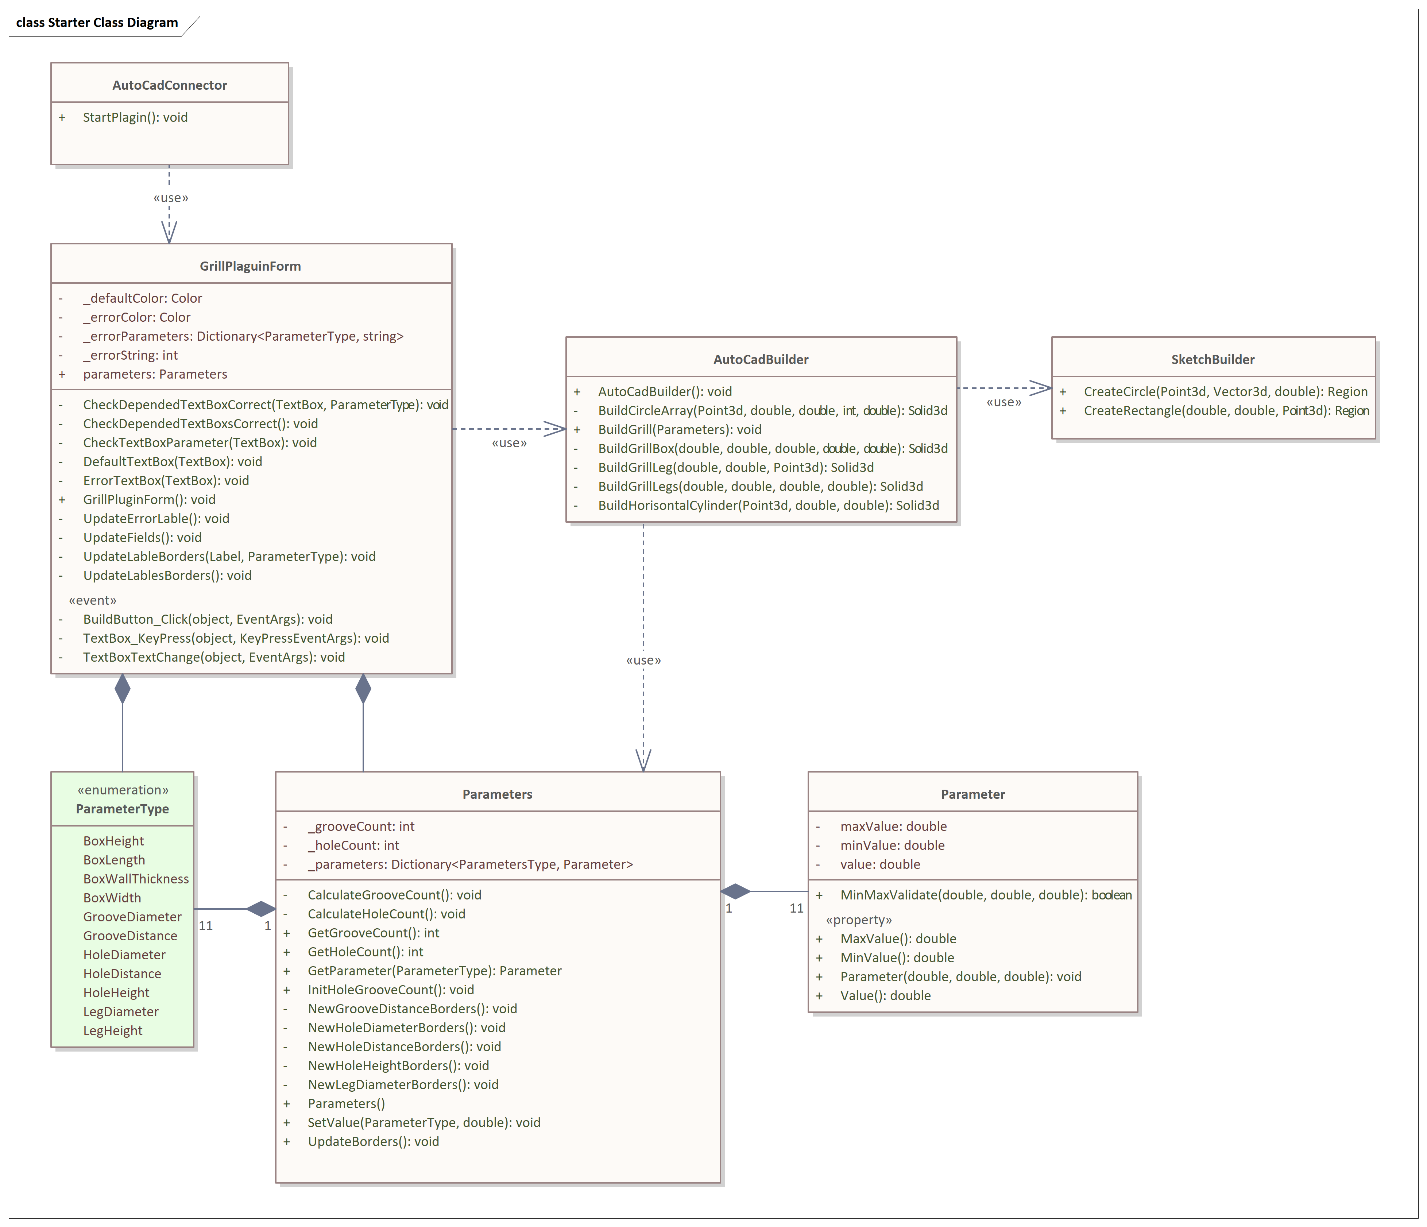 class Starter Class Diagram
AutoCadConnector
+ StartPlagin(): void
«use»
GrillPlaguinForm
- _defaultColor: Color
- _errorColor: Color
- _errorParameters: Dictionary<ParameterType, string>
- _errorString: int
+ parameters: Parameters
- CheckDependedTextBoxCorrect(TextBox, ParameterType): void
- CheckDependedTextBoxsCorrect(): void
- CheckTextBoxParameter(TextBox): void
- DefaultTextBox(TextBox): void
- ErrorTextBox(TextBox): void
+ GrillPluginForm(): void
- UpdateErrorLable(): void
- UpdateFields(): void
- UpdateLableBorders(Label, ParameterType): void
- UpdateLablesBorders(): void
«event»
- BuildButton_Click(object, EventArgs): void
- TextBox_KeyPress(object, KeyPressEventArgs): void
- TextBoxTextChange(object, EventArgs): void
«use»
AutoCadBuilder
+ AutoCadBuilder(): void
- BuildCircleArray(Point3d, double, double, int, double): Solid3d
+ BuildGrill(Parameters): void
- BuildGrillBox(double, double, double, double, double): Solid3d
- BuildGrillLeg(double, double, Point3d): Solid3d
- BuildGrillLegs(double, double, double, double): Solid3d
- BuildHorisontalCylinder(Point3d, double, double): Solid3d
«use»
SketchBuilder
+ CreateCircle(Point3d, Vector3d, double): Region
+ CreateRectangle(double, double, Point3d): Region
«use»
«enumeration»
ParameterType
BoxHeight
BoxLength
BoxWallThickness
BoxWidth
GrooveDiameter
GrooveDistance
HoleDiameter
HoleDistance
HoleHeight
LegDiameter
LegHeight
11
1
Parameters
- _grooveCount: int
- _holeCount: int
- _parameters: Dictionary<ParametersType, Parameter>
- CalculateGrooveCount(): void
- CalculateHoleCount(): void
+ GetGrooveCount(): int
+ GetHoleCount(): int
+ GetParameter(ParameterType): Parameter
+ InitHoleGrooveCount(): void
- NewGrooveDistanceBorders(): void
- NewHoleDiameterBorders(): void
- NewHoleDistanceBorders(): void
- NewHoleHeightBorders(): void
- NewLegDiameterBorders(): void
+ Parameters()
+ SetValue(ParameterType, double): void
+ UpdateBorders(): void
1
11
Parameter
- maxValue: double
- minValue: double
- value: double
+ MinMaxValidate(double, double, double): boolean
«property»
+ MaxValue(): double
+ MinValue(): double
+ Parameter(double, double, double): void
+ Value(): double